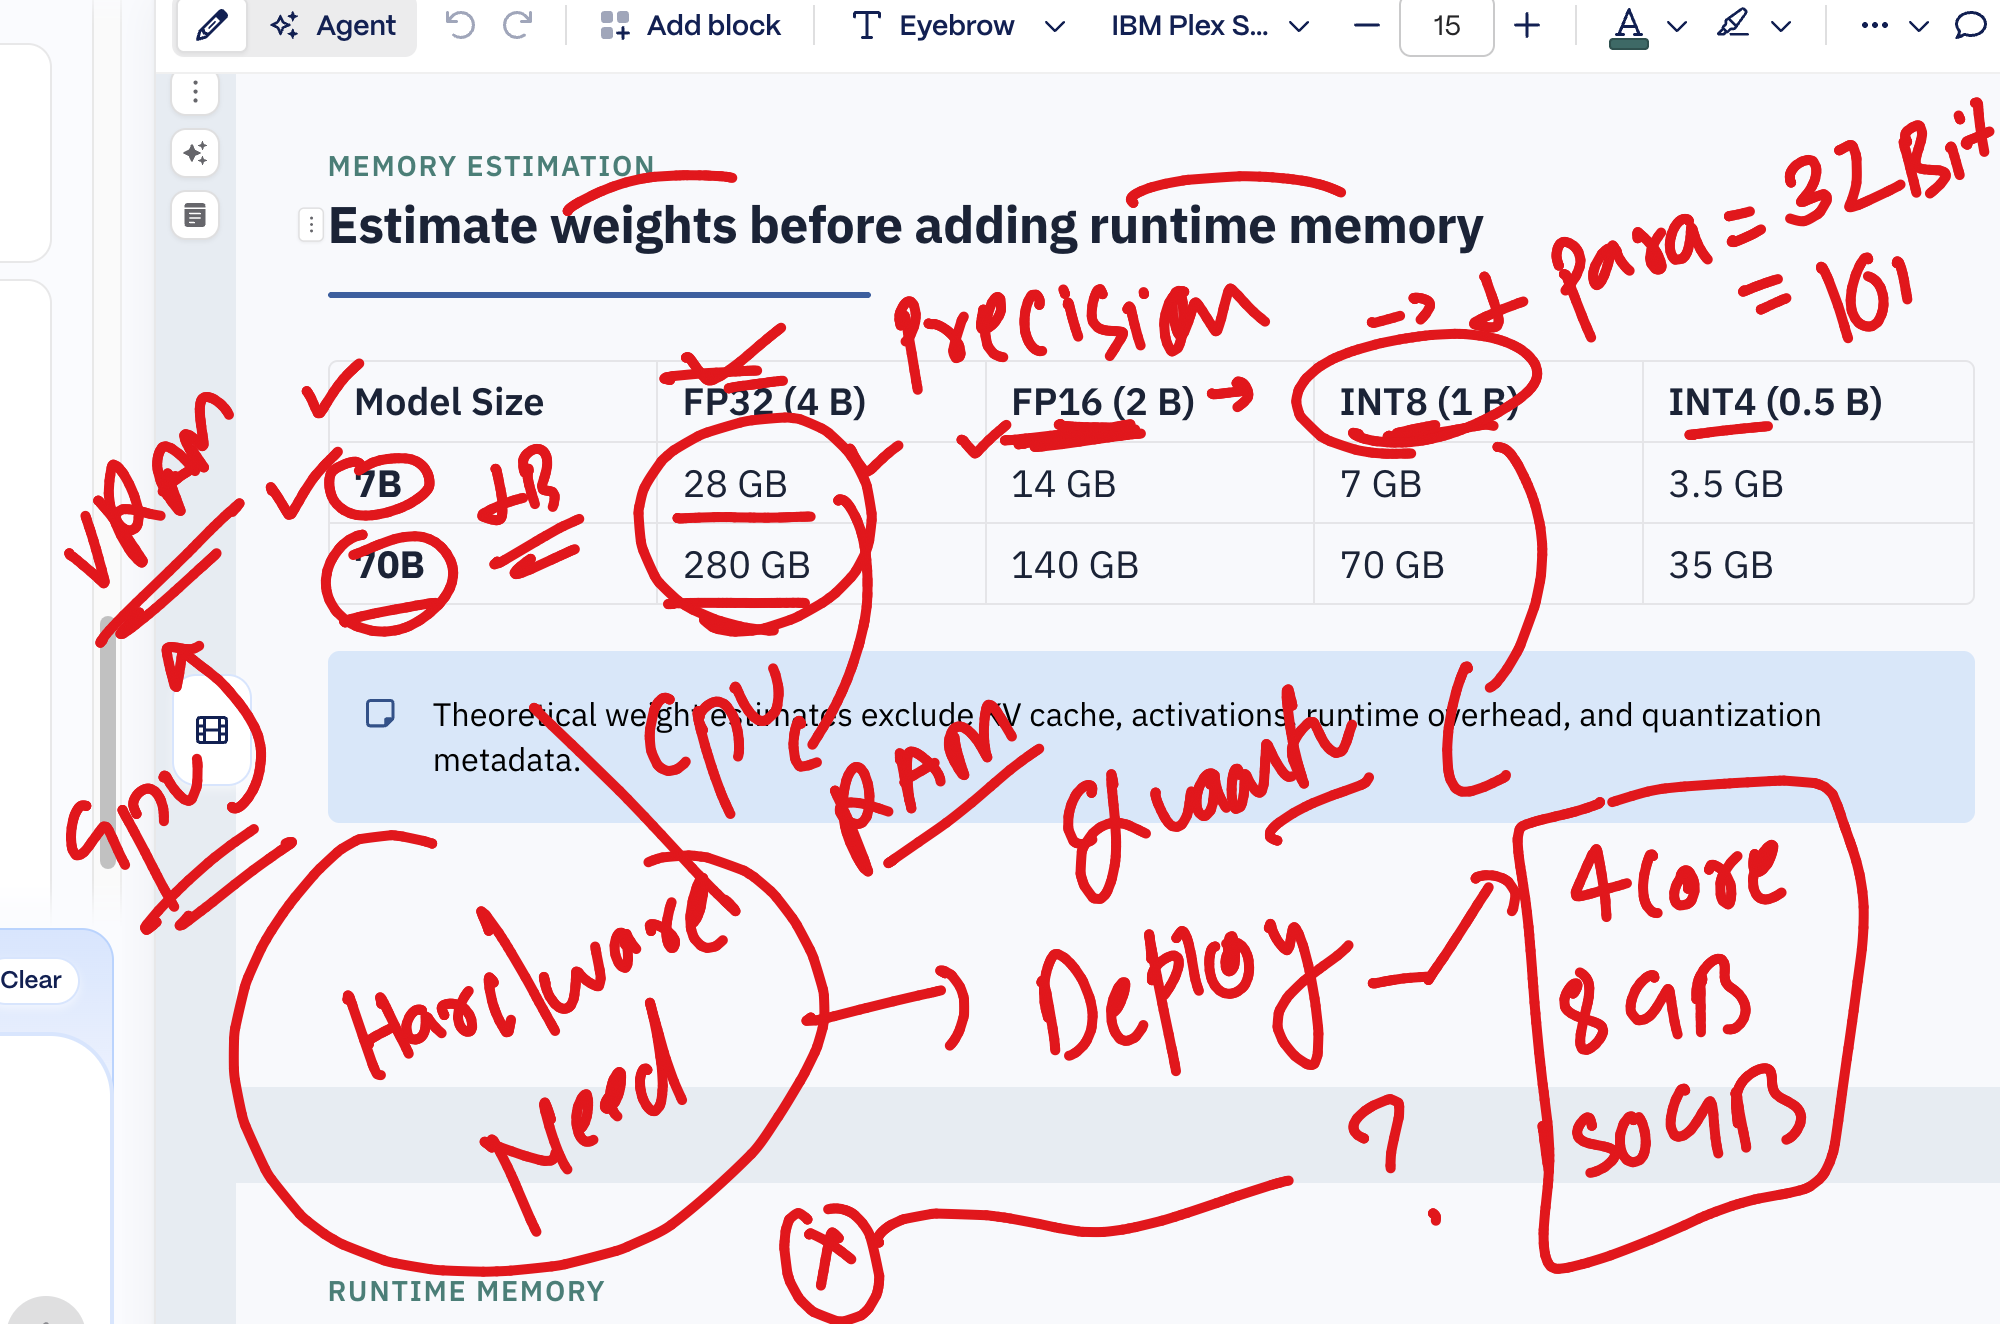 Agent Add block Eyebrow IBM Plex S... 15 A
MEMORY ESTIMATION
Estimate weights before adding runtime memory
Para = 32 Bit
= 101
Precision → 1
Model Size FP32 (4 B) FP16 (2 B) → INT8 (1 B) INT4 (0.5 B)
7B 1B 28 GB 14 GB 7 GB 3.5 GB
70B 280 GB 140 GB 70 GB 35 GB
VRAM
GPU
Theoretical weight estimates exclude KV cache, activations, runtime overhead, and quantization
metadata.
CPU
RAM
Hardware
Need
Deploy
4 Core
8 GB
50 GB
?
Clear
RUNTIME MEMORY